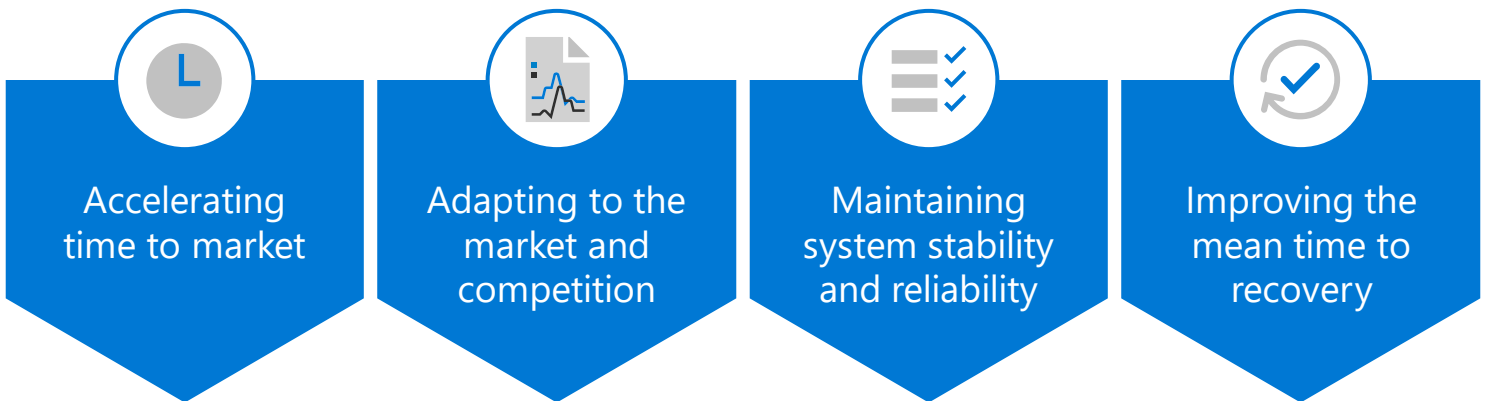 Accelerating
time to market
Adapting to the
market and
competition
Maintaining
system stability
and reliability
Improving the
mean time to
recovery